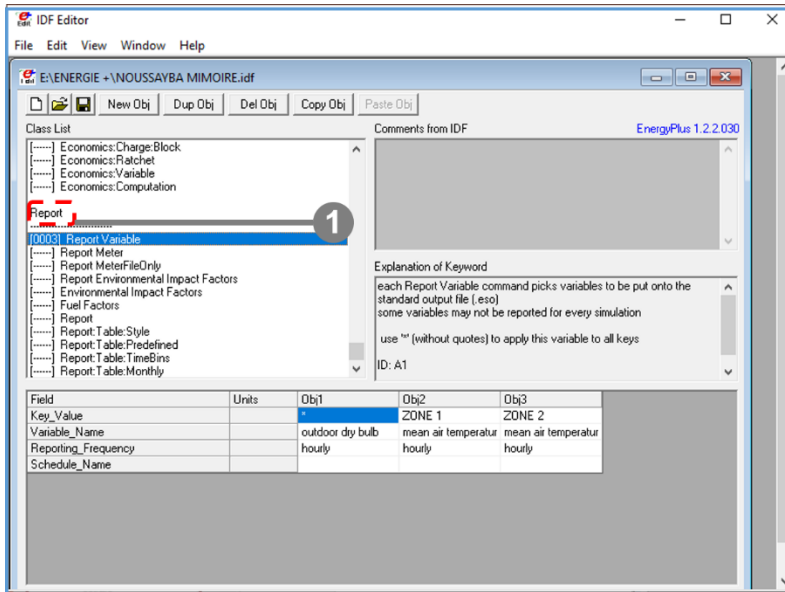 IDF Editor
File Edit View Window Help
E:\ENERGIE +\NOUSSAYBA MIMOIRE.idf
New Obj Dup Obj Del Obj Copy Obj Paste Obj
Class List
Comments from IDF
EnergyPlus 1.2.2.030
[------] Economics:Charge:Block
[------] Economics:Ratchet
[------] Economics:Variable
[------] Economics:Computation
Report
1
[0003] Report Variable
[------] Report Meter
[------] Report MeterFileOnly
[------] Report Environmental Impact Factors
[------] Environmental Impact Factors
[------] Fuel Factors
[------] Report
[------] Report:Table:Style
[------] Report:Table:Predefined
[------] Report:Table:TimeBins
[------] Report:Table:Monthly
Explanation of Keyword
each Report Variable command picks variables to be put onto the
standard output file (.eso)
some variables may not be reported for every simulation
use '*' (without quotes) to apply this variable to all keys
ID: A1
Field Units Obj1 Obj2 Obj3
Key_Value * ZONE 1 ZONE 2
Variable_Name outdoor dry bulb mean air temperatur mean air temperatur
Reporting_Frequency hourly hourly hourly
Schedule_Name